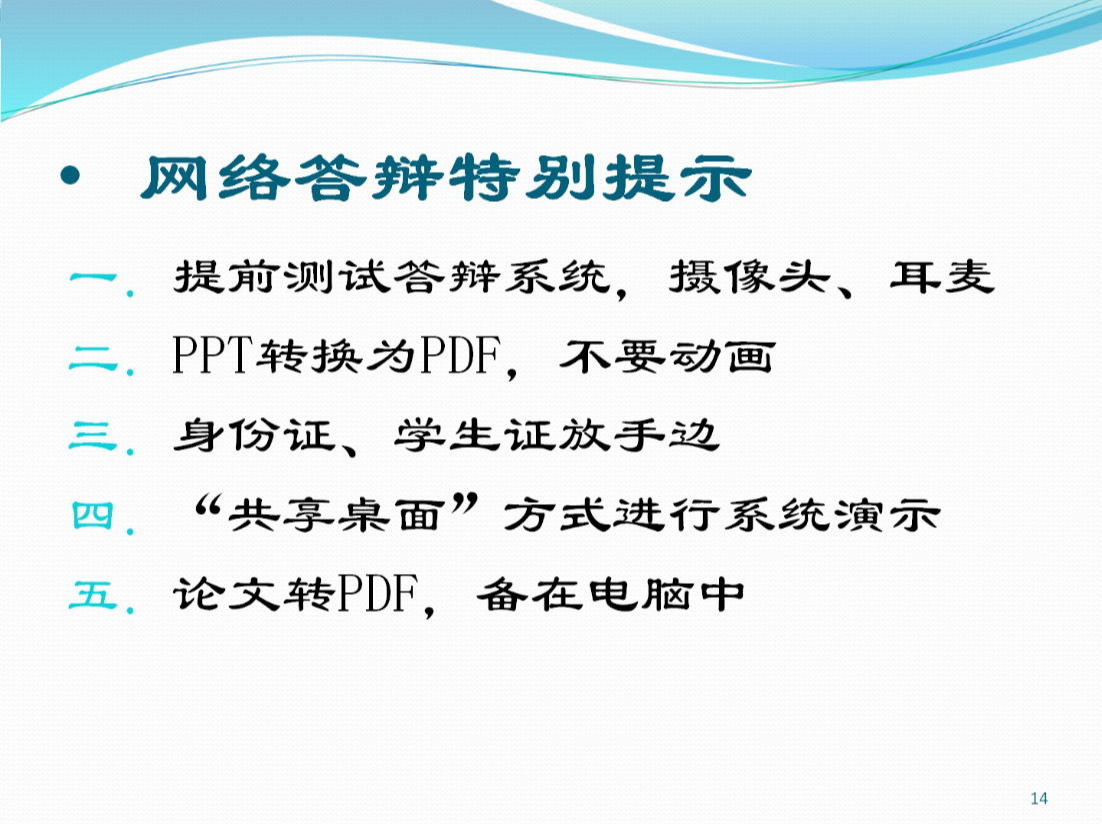 • 网络答辩特别提示
一. 提前测试答辩系统，摄像头、耳麦
二. PPT转换为PDF，不要动画
三. 身份证、学生证放手边
四. “共享桌面”方式进行系统演示
五. 论文转PDF，备在电脑中
14